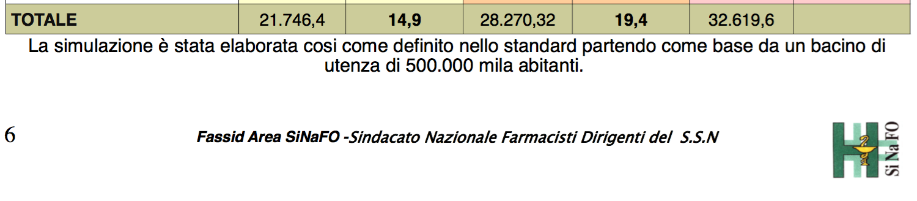 TOTALE 21.746,4 14,9 28.270,32 19,4 32.619,6
La simulazione è stata elaborata cosi come definito nello standard partendo come base da un bacino di
utenza di 500.000 mila abitanti.
6 Fassid Area SiNaFO -Sindacato Nazionale Farmacisti Dirigenti del S.S.N
Si Na FO